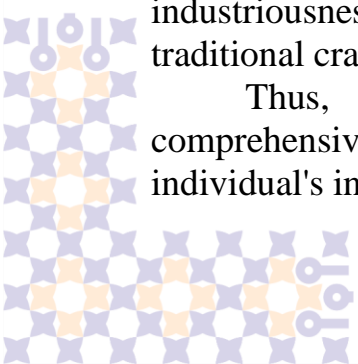 industriousnes
traditional cra
Thus,
comprehensiv
individual's in